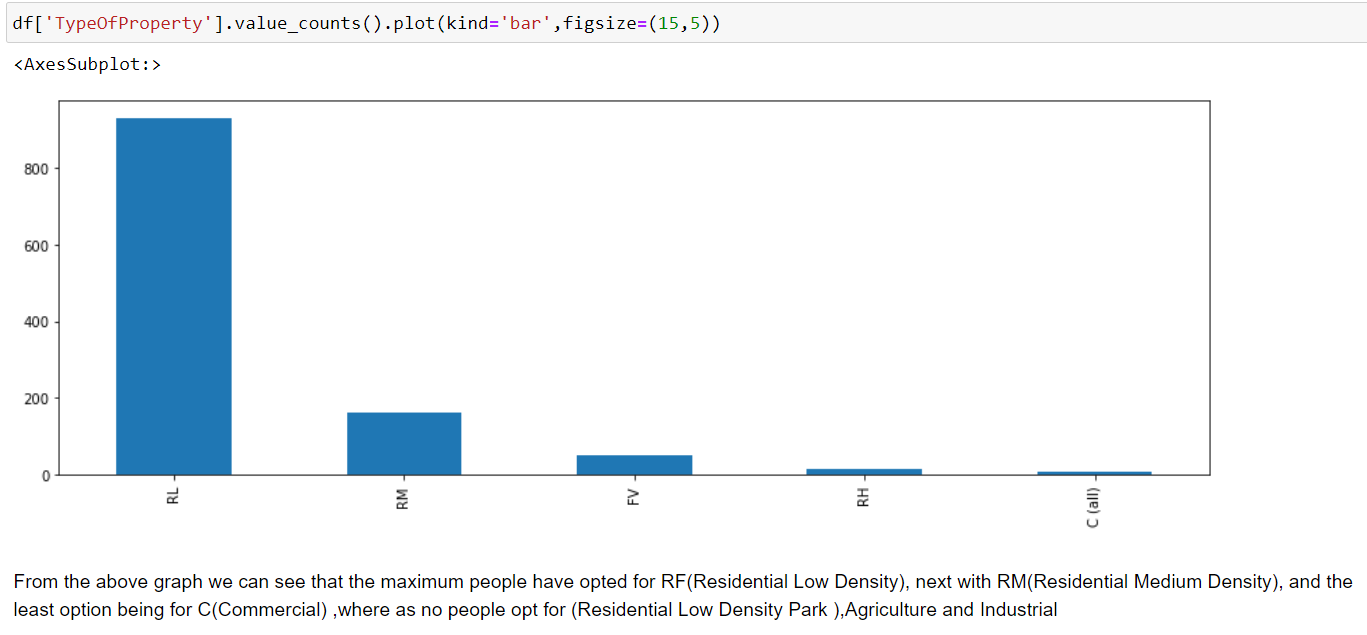 df['TypeOfProperty'].value_counts().plot(kind='bar',figsize=(15,5))
<AxesSubplot:>
800
600
400
200
0
RL
RM
FV
RH
C (all)
From the above graph we can see that the maximum people have opted for RF(Residential Low Density), next with RM(Residential Medium Density), and the
least option being for C(Commercial) ,where as no people opt for (Residential Low Density Park ),Agriculture and Industrial